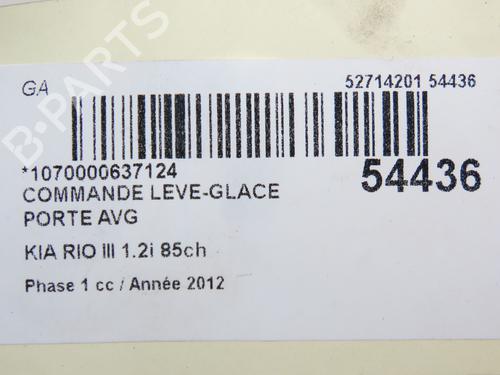 B-PARTS
GA
52714201 54436
*1070000637124
54436
COMMANDE LEVE-GLACE
PORTE AVG
KIA RIO III 1.2i 85ch
Phase 1 cc / Année 2012